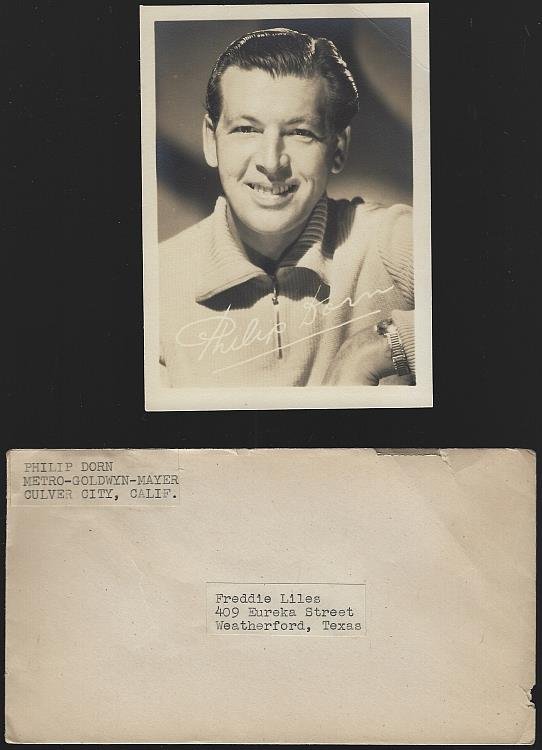 Philip Dorn
PHILIP DORN
METRO-GOLDWYN-MAYER
CULVER CITY, CALIF.
Freddie Liles
409 Eureka Street
Weatherford, Texas